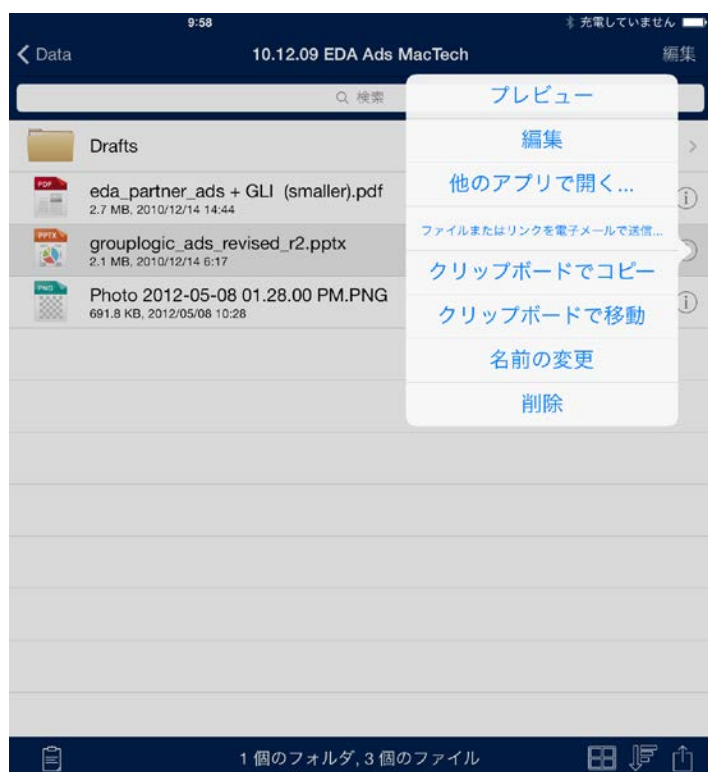 9:58
充電していません
Data
10.12.09 EDA Ads MacTech
編集
検索
プレビュー
編集
他のアプリで開く...
ファイルまたはリンクを電子メールで送信...
クリップボードでコピー
クリップボードで移動
名前の変更
削除
Drafts
PDF
eda_partner_ads + GLI (smaller).pdf
2.7 MB, 2010/12/14 14:44
PPTX
grouplogic_ads_revised_r2.pptx
2.1 MB, 2010/12/14 6:17
PNG
Photo 2012-05-08 01.28.00 PM.PNG
691.8 KB, 2012/05/08 10:28
1 個のフォルダ, 3 個のファイル